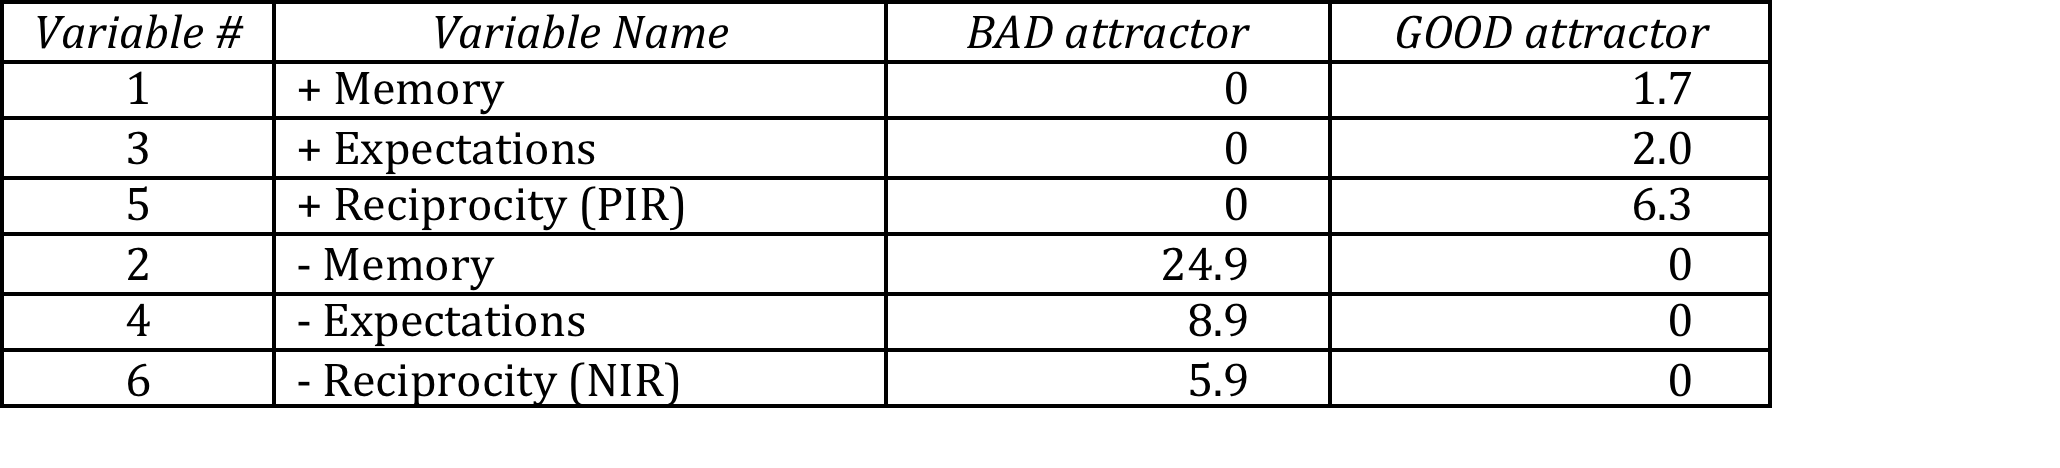 Variable # Variable Name BAD attractor GOOD attractor
1 + Memory 0 1.7
3 + Expectations 0 2.0
5 + Reciprocity (PIR) 0 6.3
2 - Memory 24.9 0
4 - Expectations 8.9 0
6 - Reciprocity (NIR) 5.9 0